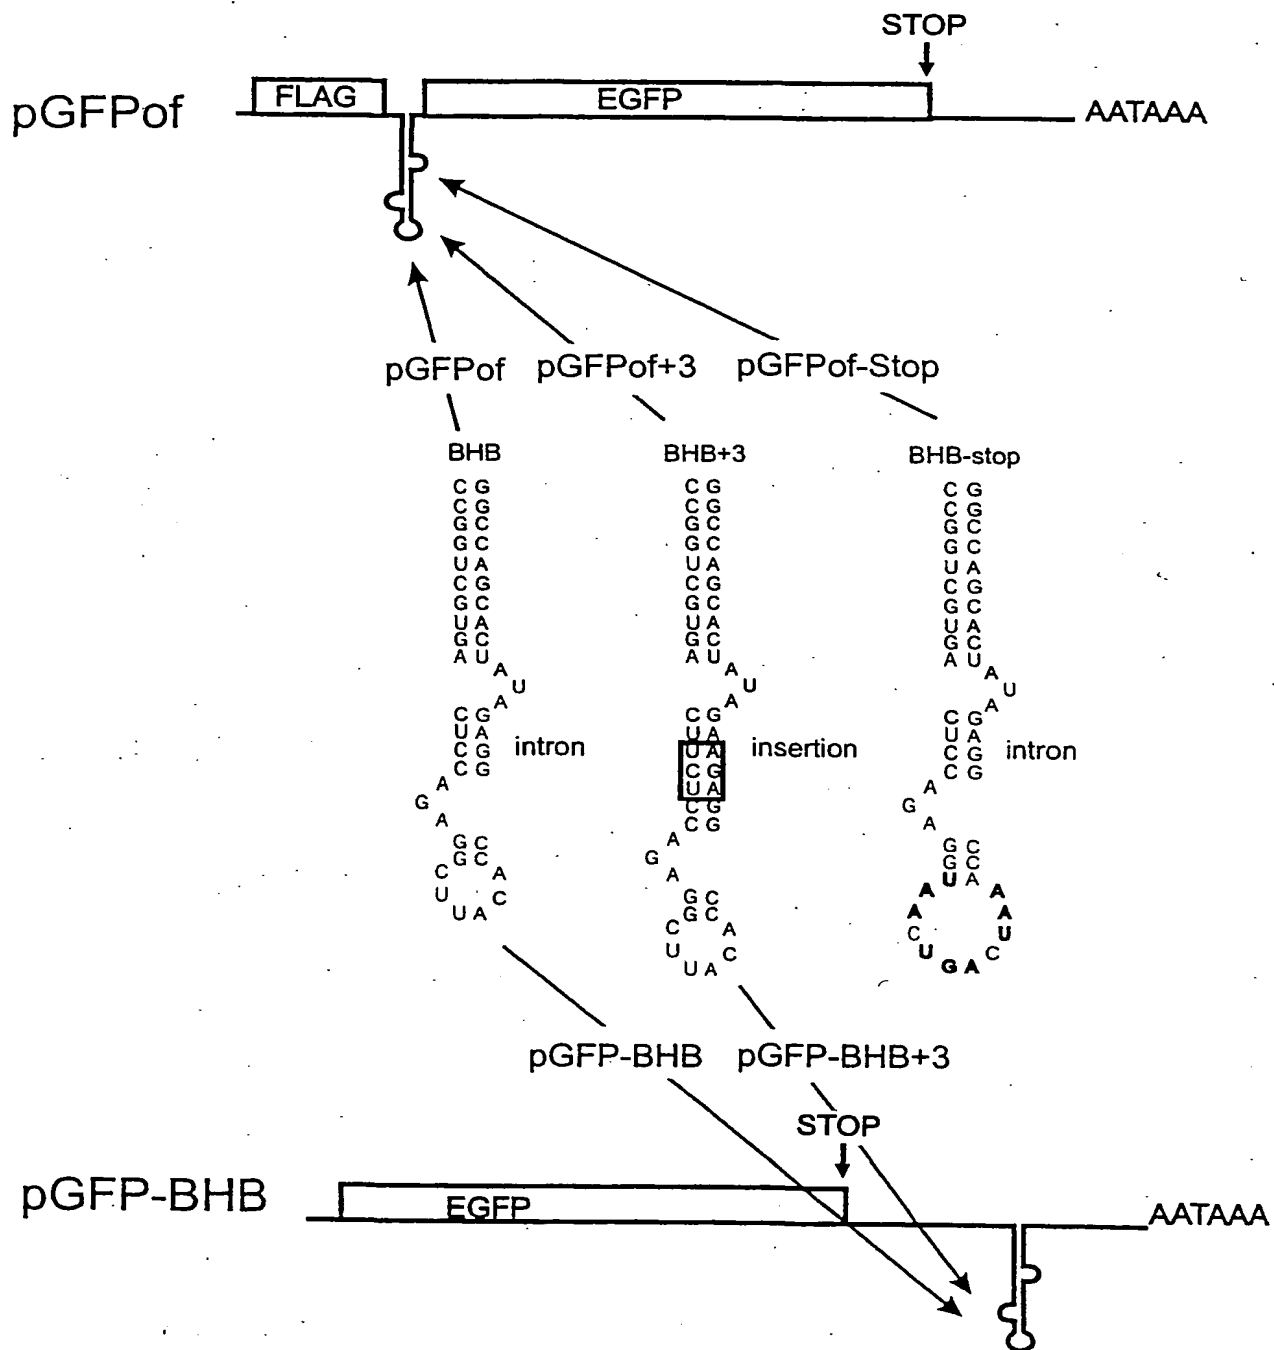 STOP
FLAG
EGFP
pGFPof
AATAAA
pGFPof
pGFPof+3
pGFPof-Stop
BHB
C G
C G
G C
G C
U A
C G
G C
U A
G C
A U
A
U
A
C G
U A
C G
C G
intron
A
G
A
G C
G C
C A
U C
U A
BHB+3
C G
C G
G C
G C
U A
C G
G C
U A
G C
A U
A
U
A
C G
U A
U A
C G
U A
C G
C G
insertion
A
G
A
G C
G C
C A
U C
U A
BHB-stop
C G
C G
G C
G C
U A
C G
G C
U A
G C
A U
A
U
A
C G
U A
C G
C G
intron
A
G
A
G C
G C
U A
A A
A A
C U
U C
G A
pGFP-BHB
pGFP-BHB+3
STOP
pGFP-BHB
EGFP
AATAAA